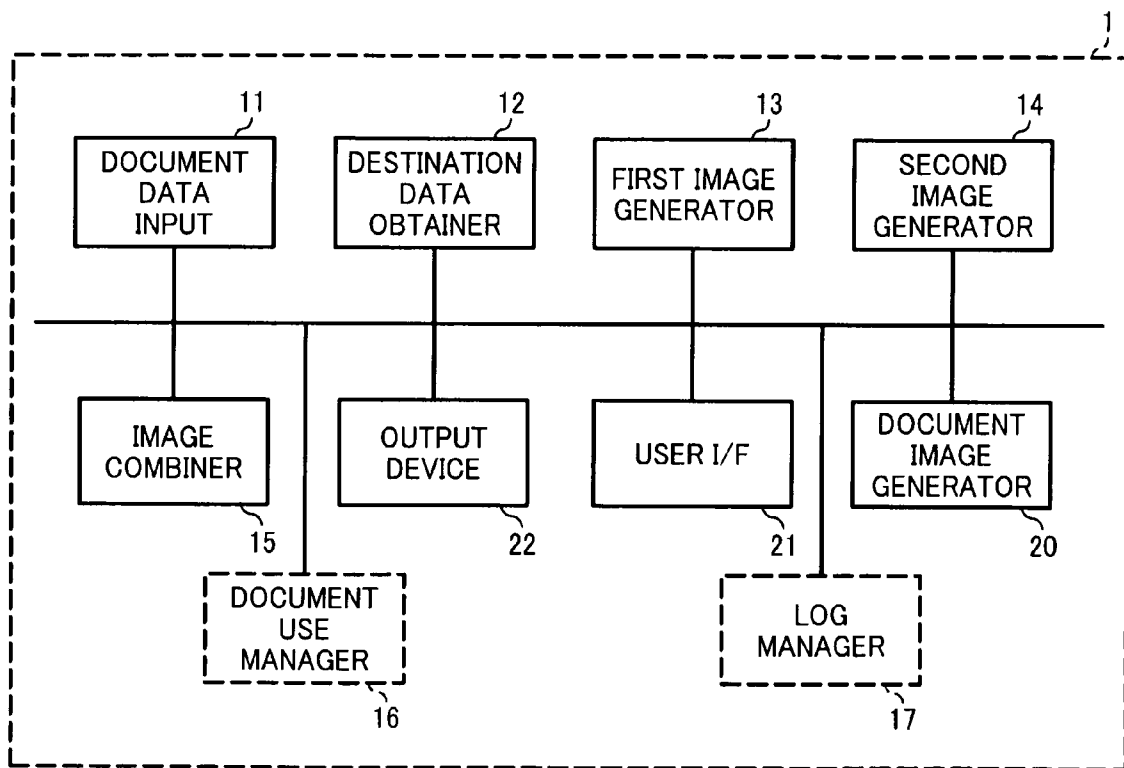 1
11
12
13
14
DOCUMENT
DATA
INPUT
DESTINATION
DATA
OBTAINER
FIRST IMAGE
GENERATOR
SECOND
IMAGE
GENERATOR
IMAGE
COMBINER
OUTPUT
DEVICE
USER I/F
DOCUMENT
IMAGE
GENERATOR
15
22
21
20
DOCUMENT
USE
MANAGER
LOG
MANAGER
16
17